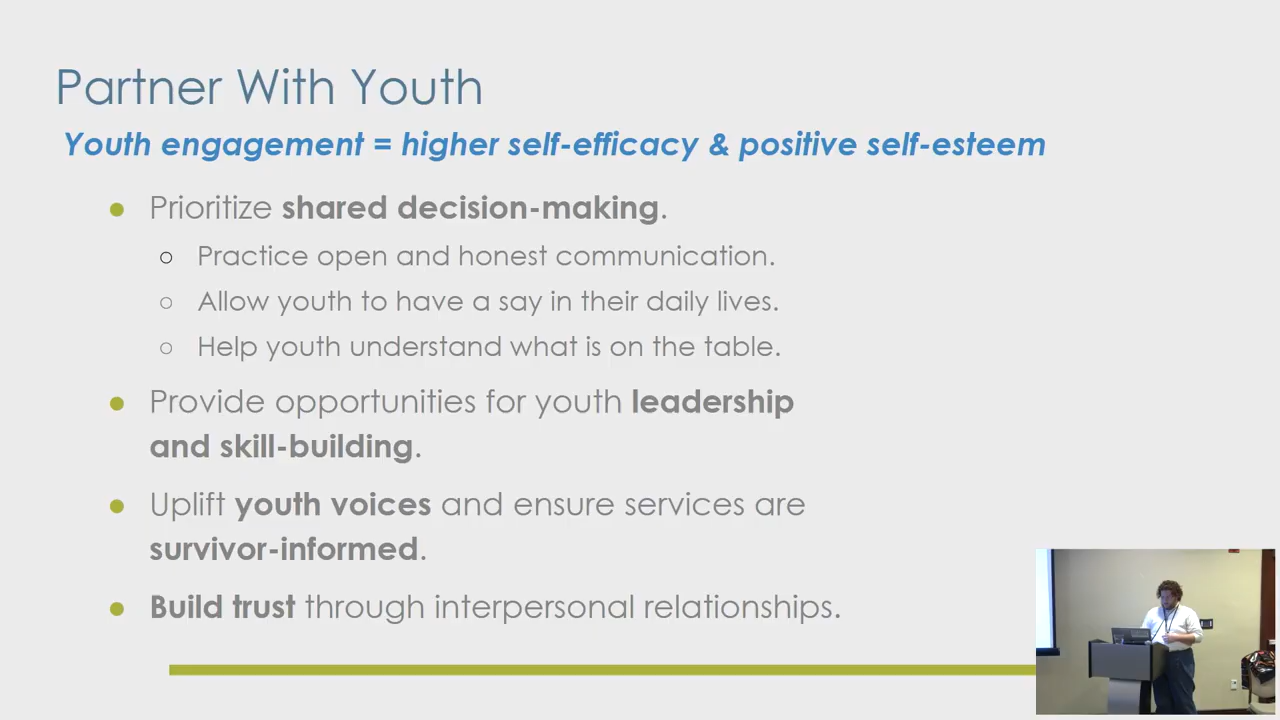 Partner With Youth
Youth engagement = higher self-efficacy & positive self-esteem
● Prioritize shared decision-making.
○ Practice open and honest communication.
○ Allow youth to have a say in their daily lives.
○ Help youth understand what is on the table.
● Provide opportunities for youth leadership
and skill-building.
● Uplift youth voices and ensure services are
survivor-informed.
● Build trust through interpersonal relationships.